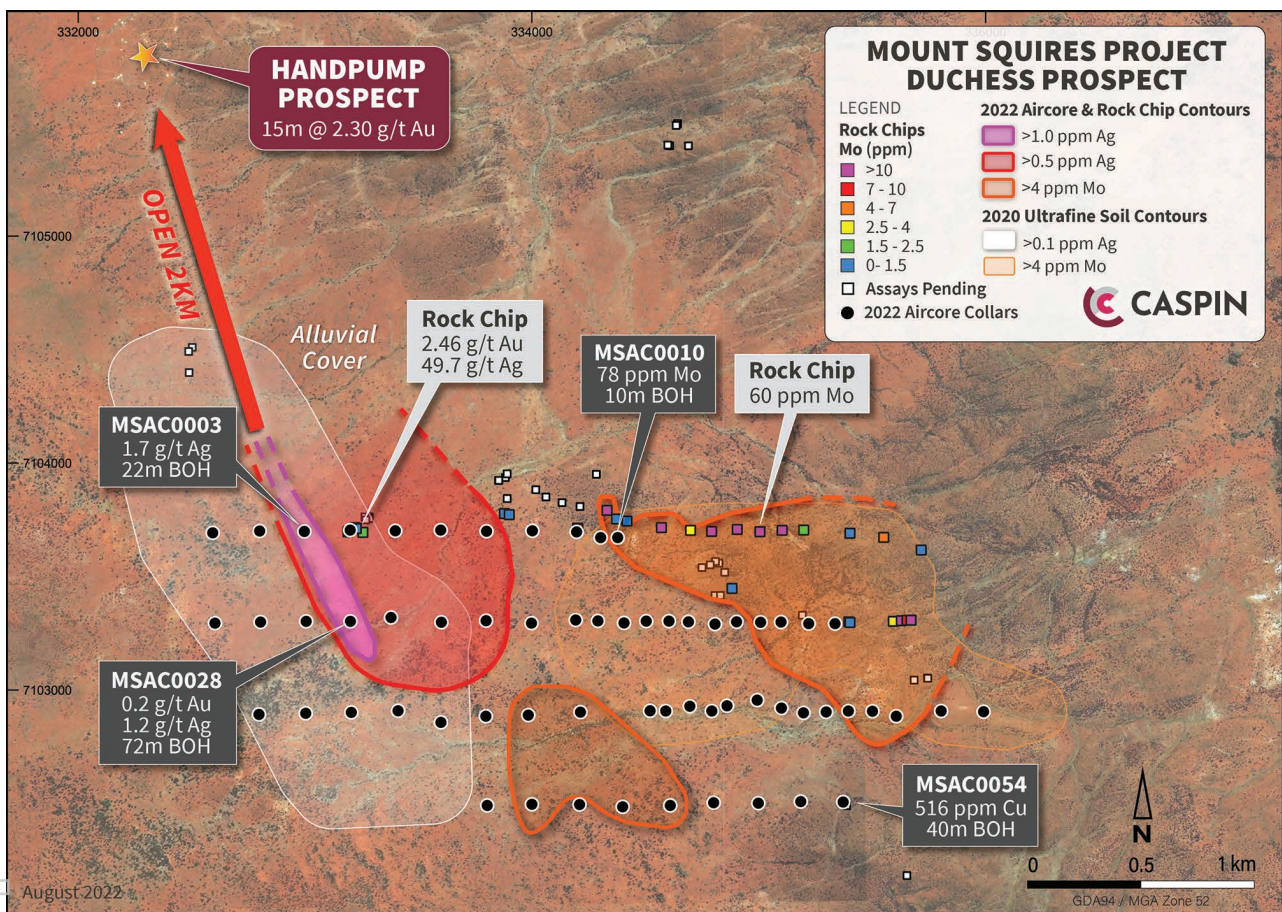 332000
334000
336000
HANDPUMP
PROSPECT
15m @ 2.30 g/t Au
MOUNT SQUIRES PROJECT
DUCHESS PROSPECT
LEGEND
Rock Chips
Mo (ppm)
>10
7 - 10
4 - 7
2.5 - 4
1.5 - 2.5
0- 1.5
Assays Pending
2022 Aircore Collars
2022 Aircore & Rock Chip Contours
>1.0 ppm Ag
>0.5 ppm Ag
>4 ppm Mo
2020 Ultrafine Soil Contours
>0.1 ppm Ag
>4 ppm Mo
CASPIN
OPEN 2KM
7105000
Alluvial
Cover
Rock Chip
2.46 g/t Au
49.7 g/t Ag
MSAC0010
78 ppm Mo
10m BOH
Rock Chip
60 ppm Mo
MSAC0003
1.7 g/t Ag
22m BOH
7104000
MSAC0028
0.2 g/t Au
1.2 g/t Ag
72m BOH
7103000
MSAC0054
516 ppm Cu
40m BOH
N
0 0.5 1 km
GDA94 / MGA Zone 52
August 2022